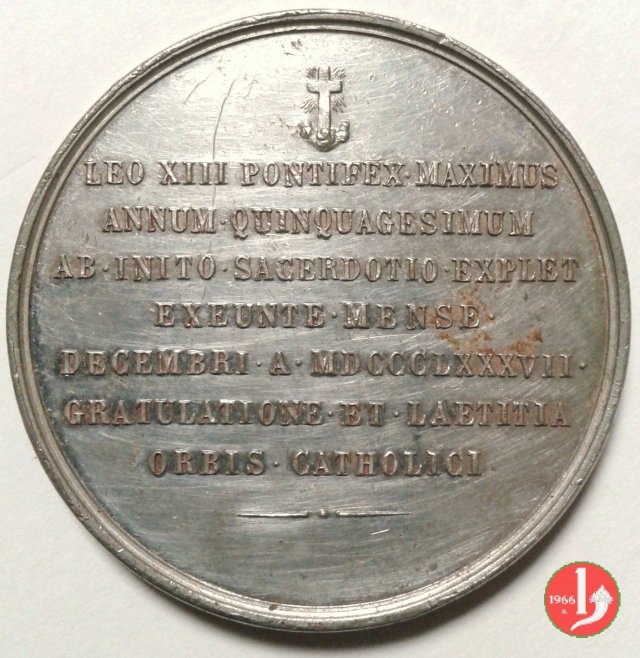 LEO XIII PONTIFEX · MAXIMUS
ANNUM · QUINQUAGESIMUM
AB · INITO · SACERDOTIO · EXPLET
EXEUNTE · MENSE ·
DECEMBRI · A · MDCCCLXXXVII ·
GRATULATIONE · ET · LAETITIA
ORBIS · CATHOLICI
1966